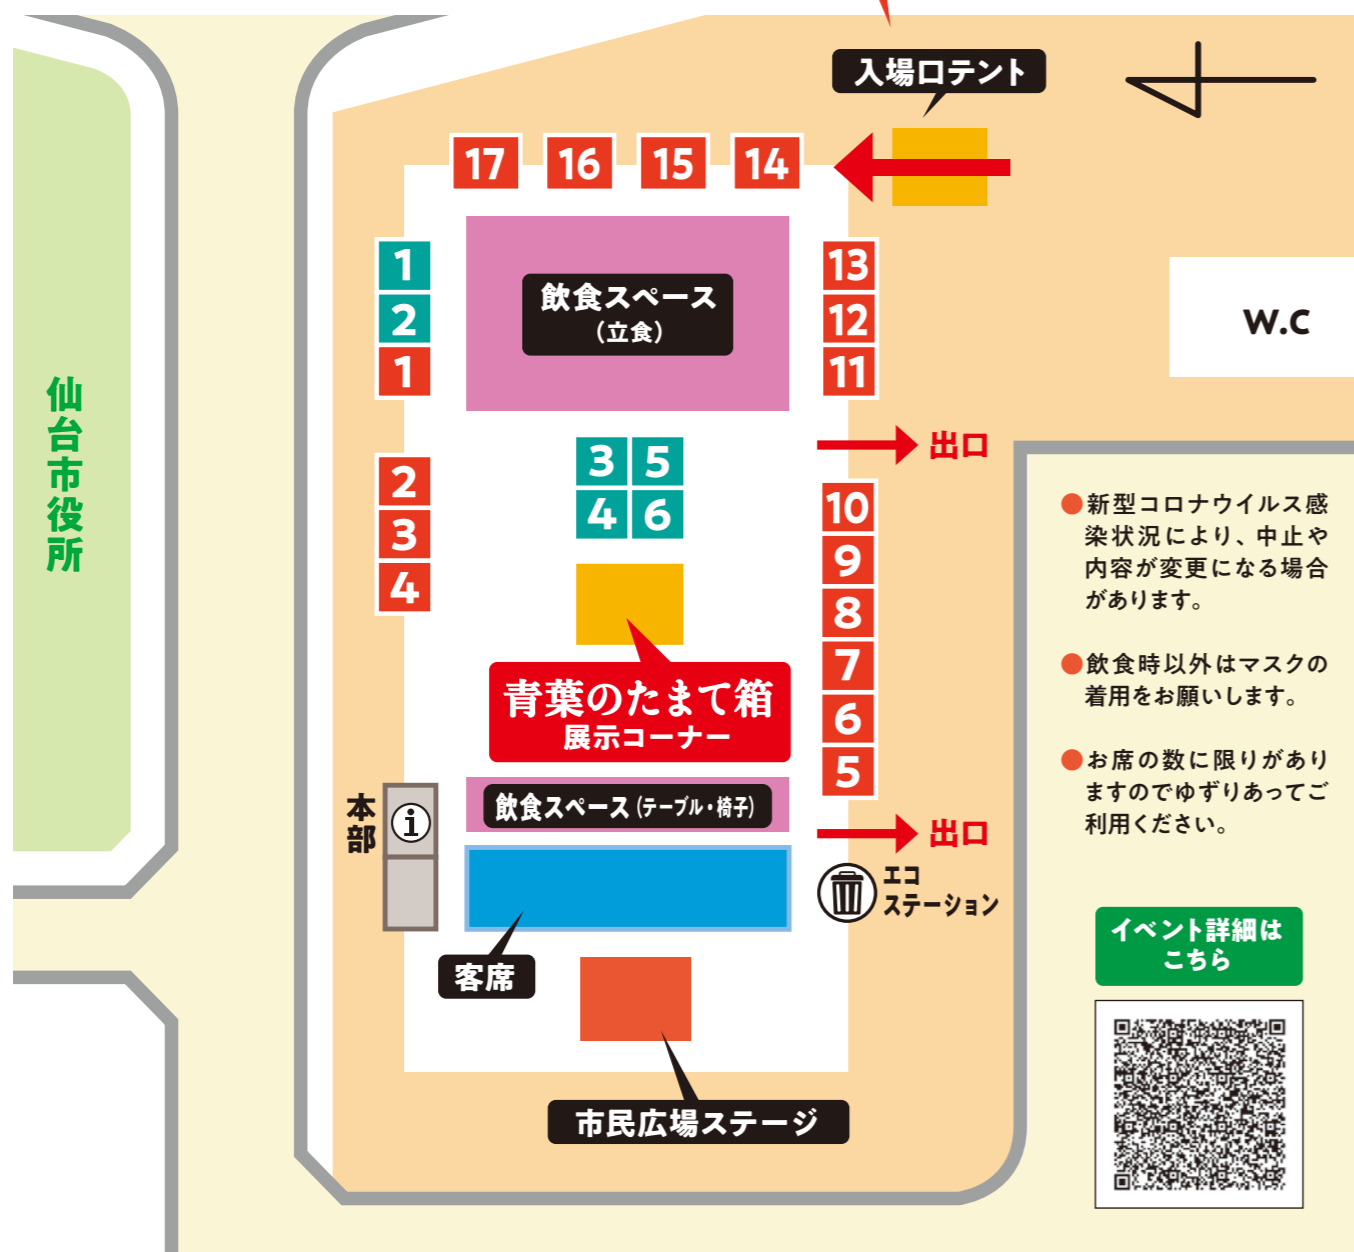 入場口テント
17 16 15 14
1
2
1
飲食スペース
(立食)
13
12
11
W.C
仙台市役所
2
3
4
3 5
4 6
出口
10
9
8
7
6
5
青葉のたまて箱
展示コーナー
本部
i
飲食スペース(テーブル・椅子)
出口
エコ
ステーション
客席
市民広場ステージ
●新型コロナウイルス感
染状況により、中止や
内容が変更になる場合
があります。
●飲食時以外はマスクの
着用をお願いします。
●お席の数に限りがあり
ますのでゆずりあってご
利用ください。
イベント詳細は
こちら